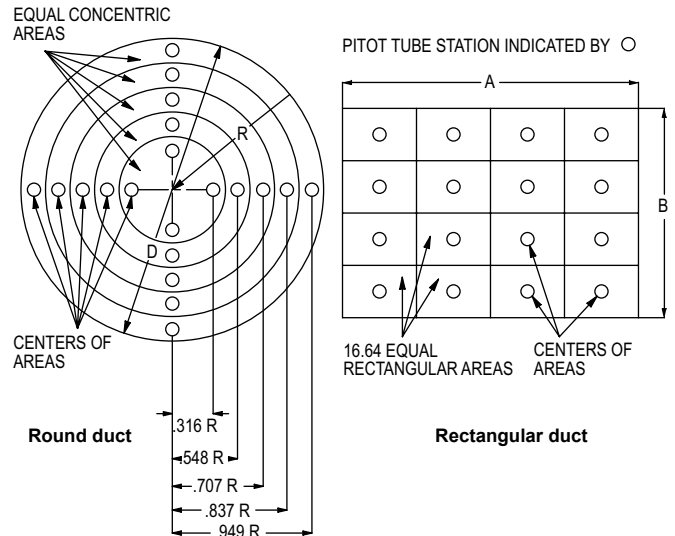 EQUAL CONCENTRIC
AREAS
PITOT TUBE STATION INDICATED BY
A
R
B
D
CENTERS OF
AREAS
16.64 EQUAL
RECTANGULAR AREAS
CENTERS OF
AREAS
Round duct
Rectangular duct
.316 R
.548 R
.707 R
.837 R
.949 R